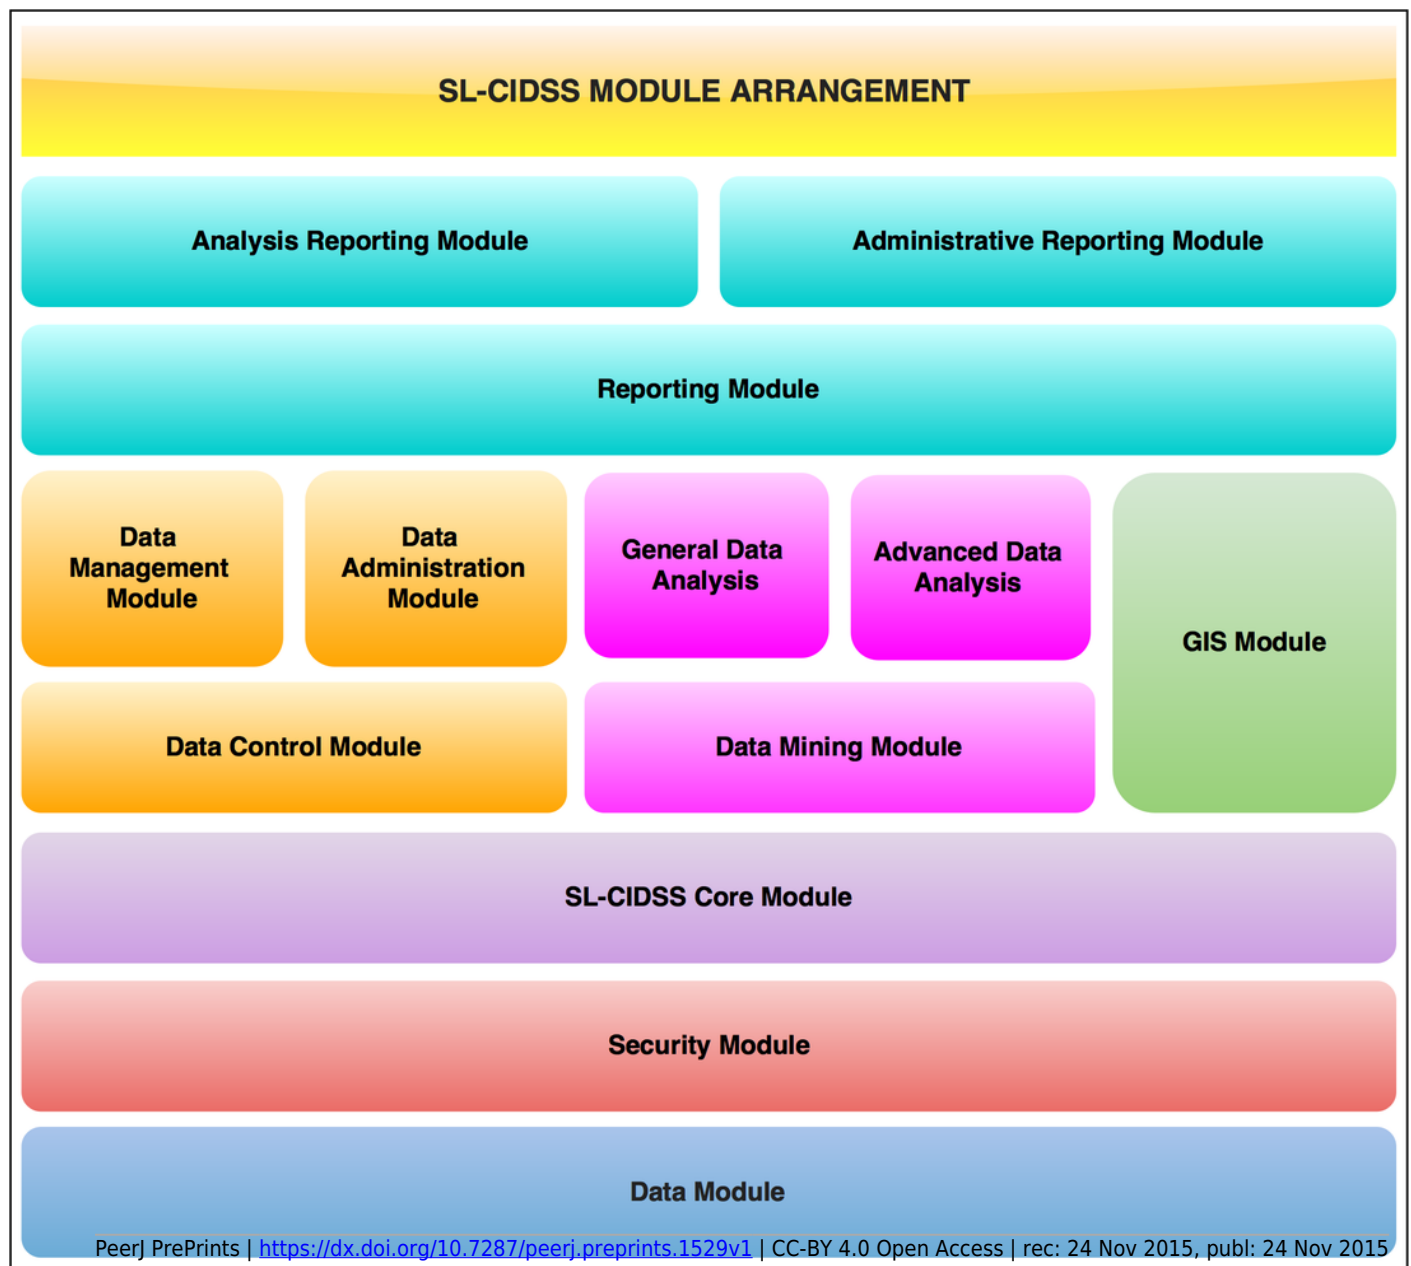 SL-CIDSS MODULE ARRANGEMENT
Analysis Reporting Module
Administrative Reporting Module
Reporting Module
Data
Management
Module
Data
Administration
Module
General Data
Analysis
Advanced Data
Analysis
GIS Module
Data Control Module
Data Mining Module
SL-CIDSS Core Module
Security Module
Data Module
PeerJ PrePrints | https://dx.doi.org/10.7287/peerj.preprints.1529v1 | CC-BY 4.0 Open Access | rec: 24 Nov 2015, publ: 24 Nov 2015